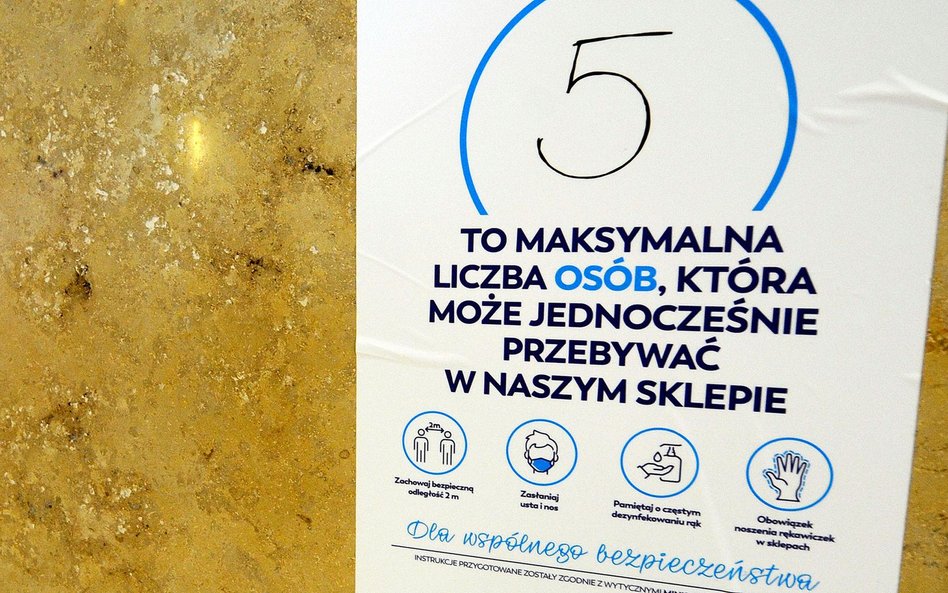 5
TO MAKSYMALNA
LICZBA OSÓB, KTÓRA
MOŻE JEDNOCZEŚNIE
PRZEBYWAĆ
W NASZYM SKLEPIE
2m
Zachowaj bezpieczną
odległość 2 m
Zasłaniaj
usta i nos
Pamiętaj o częstym
dezynfekowaniu rąk
Obowiązek
noszenia rękawiczek
w sklepach
Dla wspólnego bezpieczeństwa
INSTRUKCJE PRZYGOTOWANE ZOSTAŁY ZGODNIE Z WYTYCZNYMI